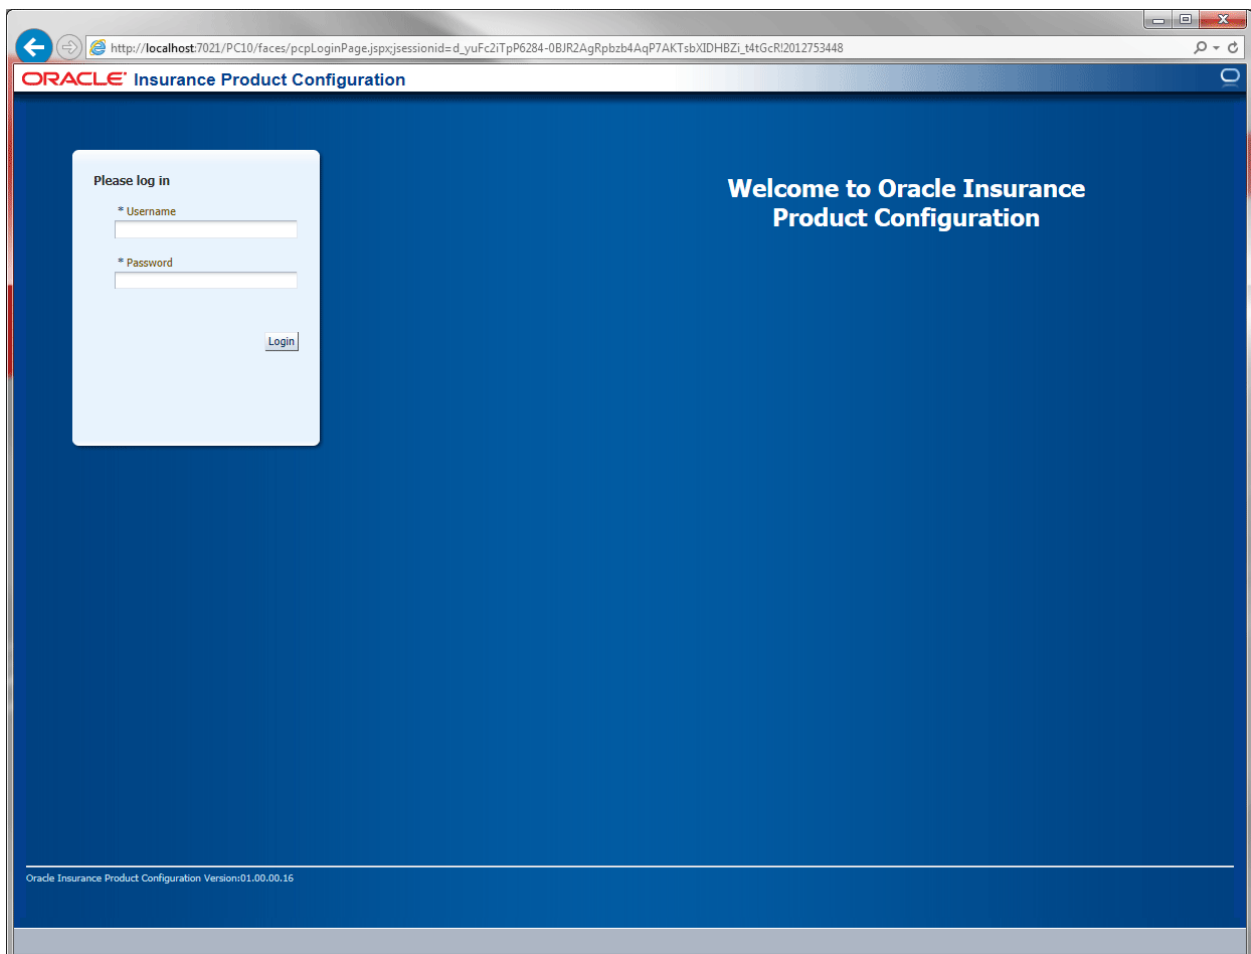 http://localhost:7021/PC10/faces/pcpLoginPage.jspx;jsessionid=d_yuFc2iTpP6284-0BJR2AgRpbzb4AqP7AKTsbXIDHBZi_t4tGcR!2012753448
ORACLE Insurance Product Configuration
Please log in
* Username
* Password
Login
Welcome to Oracle Insurance
Product Configuration
Oracle Insurance Product Configuration Version:01.00.00.16